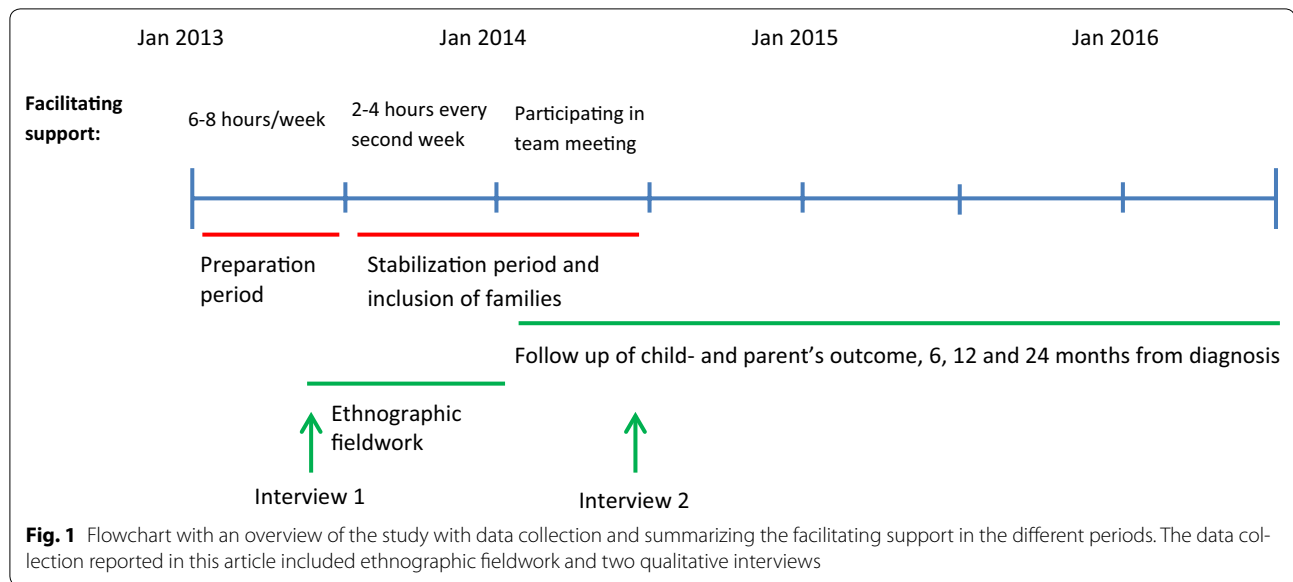 Jan 2013 Jan 2014 Jan 2015 Jan 2016
Facilitating
support:
6-8 hours/week
2-4 hours every
second week
Participating in
team meeting
Preparation
period
Stabilization period and
inclusion of families
Follow up of child- and parent's outcome, 6, 12 and 24 months from diagnosis
Ethnographic
fieldwork
Interview 1
Interview 2
Fig. 1 Flowchart with an overview of the study with data collection and summarizing the facilitating support in the different periods. The data col-
lection reported in this article included ethnographic fieldwork and two qualitative interviews